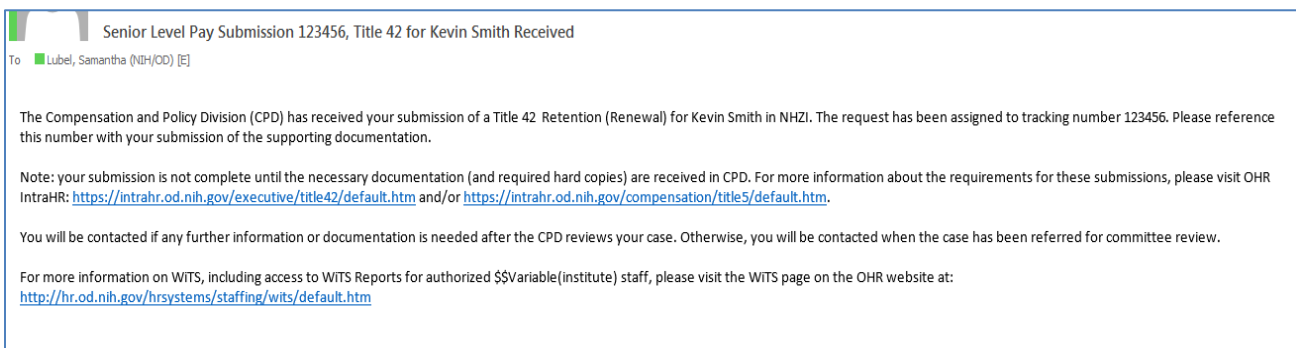 Senior Level Pay Submission 123456, Title 42 for Kevin Smith Received
To Lubel, Samantha (NIH/OD) [E]
The Compensation and Policy Division (CPD) has received your submission of a Title 42 Retention (Renewal) for Kevin Smith in NHZI. The request has been assigned to tracking number 123456. Please reference
this number with your submission of the supporting documentation.
Note: your submission is not complete until the necessary documentation (and required hard copies) are received in CPD. For more information about the requirements for these submissions, please visit OHR
IntraHR: https://intrahr.od.nih.gov/executive/title42/default.htm and/or https://intrahr.od.nih.gov/compensation/title5/default.htm.
You will be contacted if any further information or documentation is needed after the CPD reviews your case. Otherwise, you will be contacted when the case has been referred for committee review.
For more information on WiTS, including access to WiTS Reports for authorized $$Variable(institute) staff, please visit the WiTS page on the OHR website at:
http://hr.od.nih.gov/hrsystems/staffing/wits/default.htm